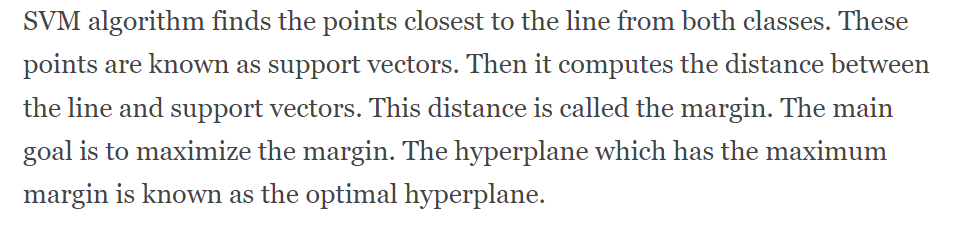 SVM algorithm finds the points closest to the line from both classes. These
points are known as support vectors. Then it computes the distance between
the line and support vectors. This distance is called the margin. The main
goal is to maximize the margin. The hyperplane which has the maximum
margin is known as the optimal hyperplane.